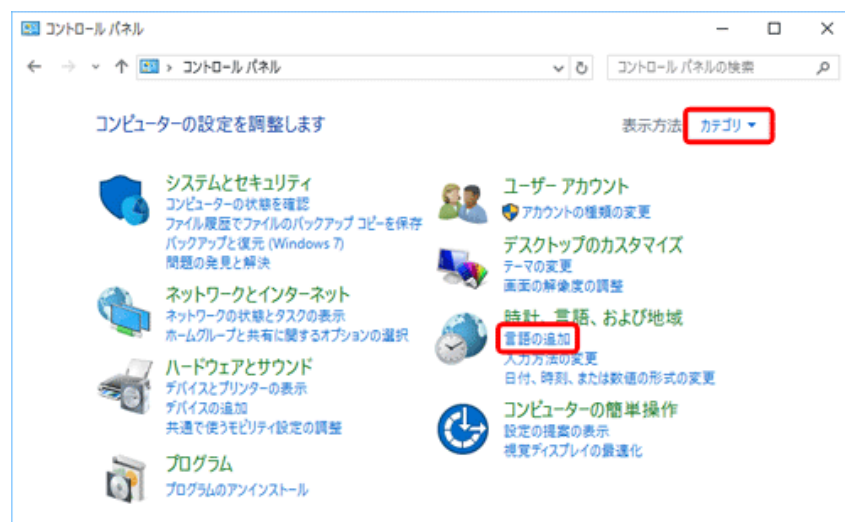 コントロール パネル
コントロール パネル
コントロール パネルの検索
コンピューターの設定を調整します
表示方法: カテゴリ
システムとセキュリティ
コンピューターの状態を確認
ファイル履歴でファイルのバックアップ コピーを保存
バックアップと復元 (Windows 7)
問題の発見と解決
ネットワークとインターネット
ネットワークの状態とタスクの表示
ホームグループと共有に関するオプションの選択
ハードウェアとサウンド
デバイスとプリンターの表示
デバイスの追加
共通で使うモビリティ設定の調整
プログラム
プログラムのアンインストール
ユーザー アカウント
アカウントの種類の変更
デスクトップのカスタマイズ
テーマの変更
画面の解像度の調整
時計、言語、および地域
言語の追加
入力方法の変更
日付、時刻、または数値の形式の変更
コンピューターの簡単操作
設定の提案の表示
視覚ディスプレイの最適化